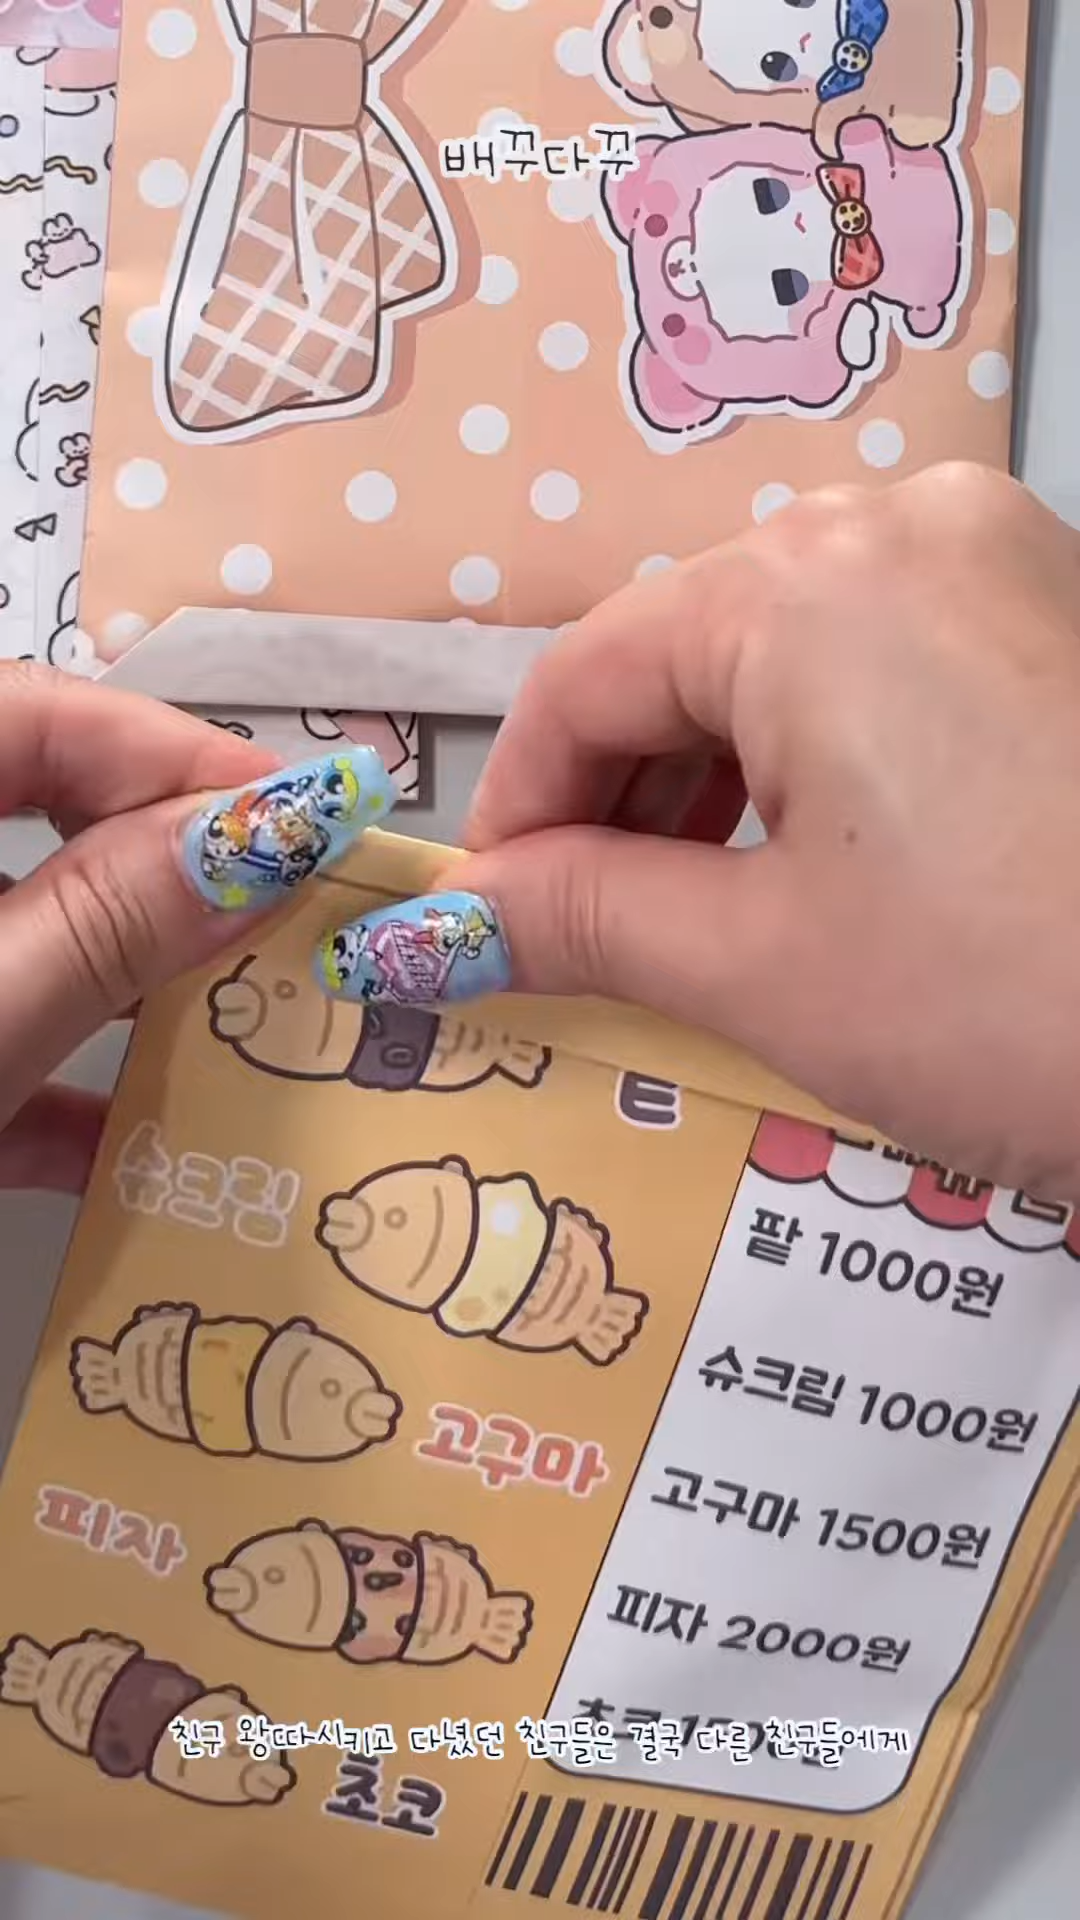 배꾸다꾸
트
슈크림
고구마
피자
초코
팥 1000원
슈크림 1000원
고구마 1500원
피자 2000원
친구 왕따시키고 다녔던 친구들은 결국 다른 친구들에게